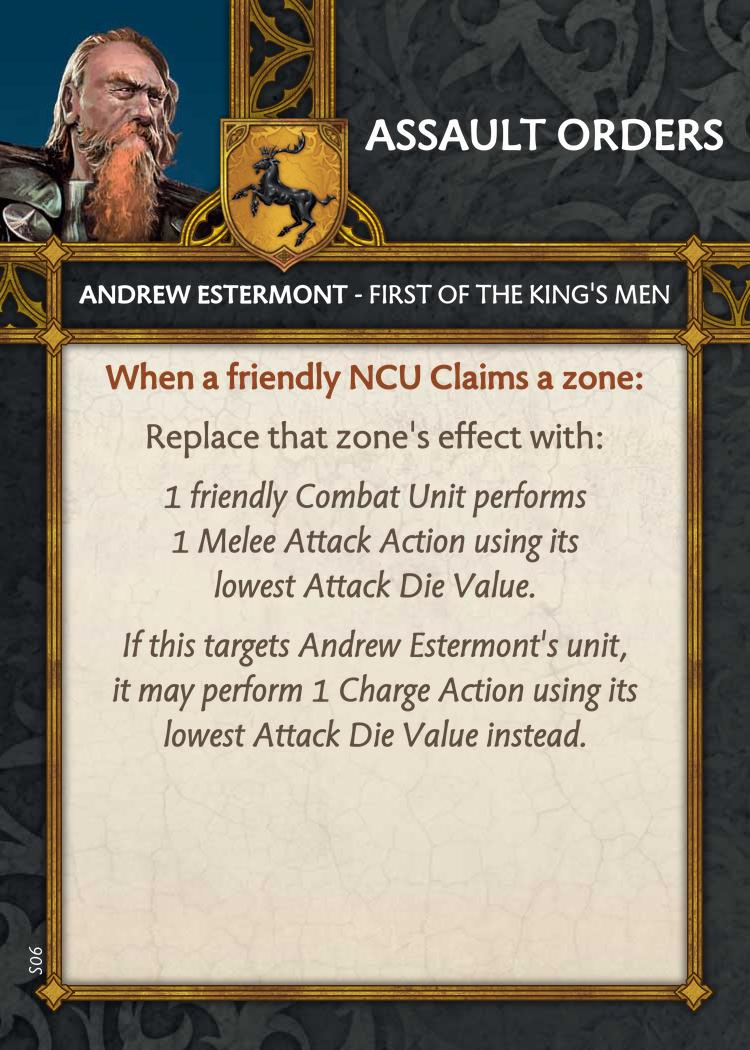 ASSAULT ORDERS
ANDREW ESTERMONT - FIRST OF THE KING'S MEN
When a friendly NCU Claims a zone:
Replace that zone's effect with:
1 friendly Combat Unit performs
1 Melee Attack Action using its
lowest Attack Die Value.
If this targets Andrew Estermont's unit,
it may perform 1 Charge Action using its
lowest Attack Die Value instead.
S06